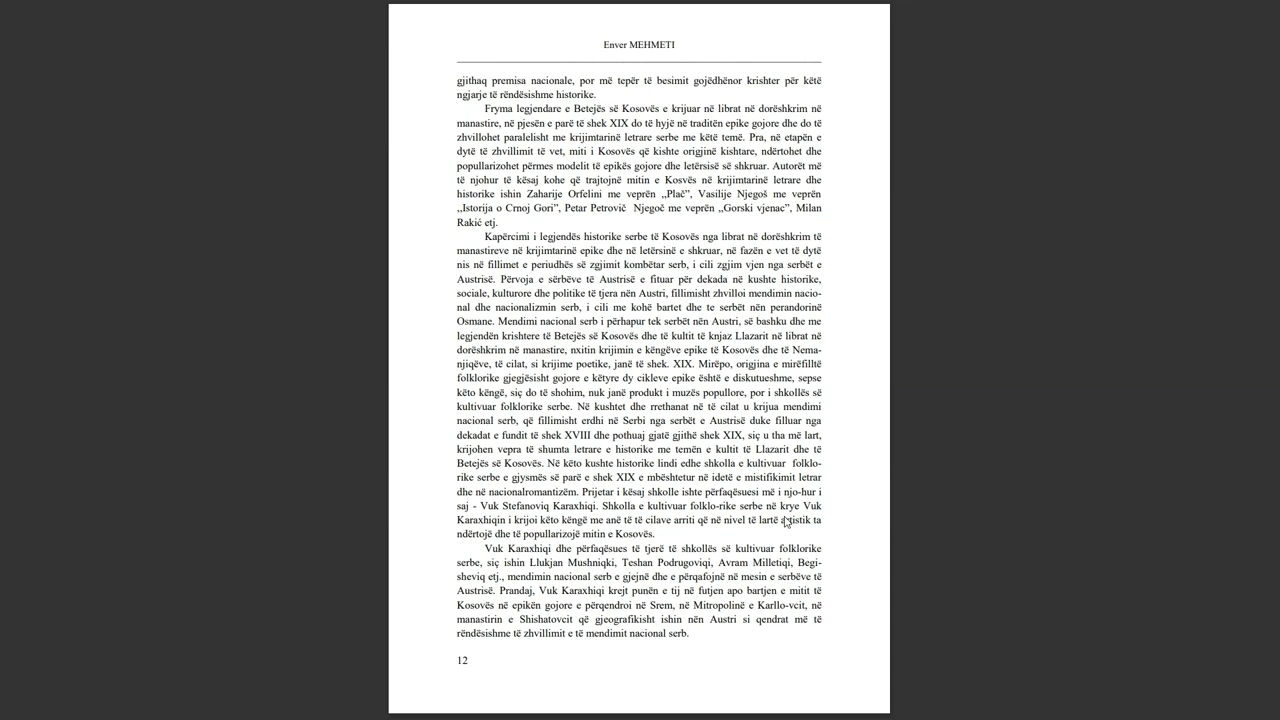 Enver MEHMETI
gjithaq premisa nacionale, por më tepër të besimit gojëdhënor krishter për këtë
ngjarje të rëndësishme historike.
Fryma legjendare e Betejës së Kosovës e krijuar në librat në dorëshkrim në
manastire, në pjesën e parë të shek XIX do të hyjë në traditën epike gojore dhe do të
zhvillohet paralelisht me krijimtarinë letrare serbe me këtë temë. Pra, në etapën e
dytë të zhvillimit të vet, miti i Kosovës që kishte origjinë kishtare, ndërtohet dhe
popullarizohet përmes modelit të epikës gojore dhe letërsisë së shkruar. Autorët më
të njohur të kësaj kohe që trajtojnë mitin e Kosvës në krijimtarinë letrare dhe
historike ishin Zaharije Orfelini me veprën ,,Plač”, Vasilije Njegoš me veprën
,,Istorija o Crnoj Gori”, Petar Petrovič Njegoč me veprën ,,Gorski vjenac”, Milan
Rakić etj.
Kapërcimi i legjendës historike serbe të Kosovës nga librat në dorëshkrim të
manastireve në krijimtarinë epike dhe në letërsinë e shkruar, në fazën e vet të dytë
nis në fillimet e periudhës së zgjimit kombëtar serb, i cili zgjim vjen nga serbët e
Austrisë. Përvoja e sërbëve të Austrisë e fituar për dekada në kushte historike,
sociale, kulturore dhe politike të tjera nën Austri, fillimisht zhvilloi mendimin nacio-
nal dhe nacionalizmin serb, i cili me kohë bartet dhe te serbët nën perandorinë
Osmane. Mendimi nacional serb i përhapur tek serbët nën Austri, së bashku dhe me
legjendën krishtere të Betejës së Kosovës dhe të kultit të knjaz Llazarit në librat në
dorëshkrim në manastire, nxitin krijimin e këngëve epike të Kosovës dhe të Nema-
njiqëve, të cilat, si krijime poetike, janë të shek. XIX. Mirëpo, origjina e mirëfilltë
folklorike gjegjësisht gojore e këtyre dy cikleve epike është e diskutueshme, sepse
këto këngë, siç do të shohim, nuk janë produkt i muzës popullore, por i shkollës së
kultivuar folklorike serbe. Në kushtet dhe rrethanat në të cilat u krijua mendimi
nacional serb, që fillimisht erdhi në Serbi nga serbët e Austrisë duke filluar nga
dekadat e fundit të shek XVIII dhe pothuaj gjatë gjithë shek XIX, siç u tha më lart,
krijohen vepra të shumta letrare e historike me temën e kultit të Llazarit dhe të
Betejës së Kosovës. Në këto kushte historike lindi edhe shkolla e kultivuar folklo-
rike serbe e gjysmës së parë e shek XIX e mbështetur në idetë e mistifikimit letrar
dhe në nacionalromantizëm. Prijetar i kësaj shkolle ishte përfaqësuesi më i njo-hur i
saj - Vuk Stefanoviq Karaxhiqi. Shkolla e kultivuar folklo-rike serbe në krye Vuk
Karaxhiqin i krijoi këto këngë me anë të të cilave arriti që në nivel të lartë artistik ta
ndërtojë dhe të popullarizojë mitin e Kosovës.
Vuk Karaxhiqi dhe përfaqësues të tjerë të shkollës së kultivuar folklorike
serbe, siç ishin Llukjan Mushniqki, Teshan Podrugoviqi, Avram Milletiqi, Begi-
sheviq etj., mendimin nacional serb e gjejnë dhe e përqafojnë në mesin e serbëve të
Austrisë. Prandaj, Vuk Karaxhiqi krejt punën e tij në futjen apo bartjen e mitit të
Kosovës në epikën gojore e përqendroi në Srem, në Mitropolinë e Karllo-vcit, në
manastirin e Shishatovcit që gjeografikisht ishin nën Austri si qendrat më të
rëndësishme të zhvillimit e të mendimit nacional serb.
12